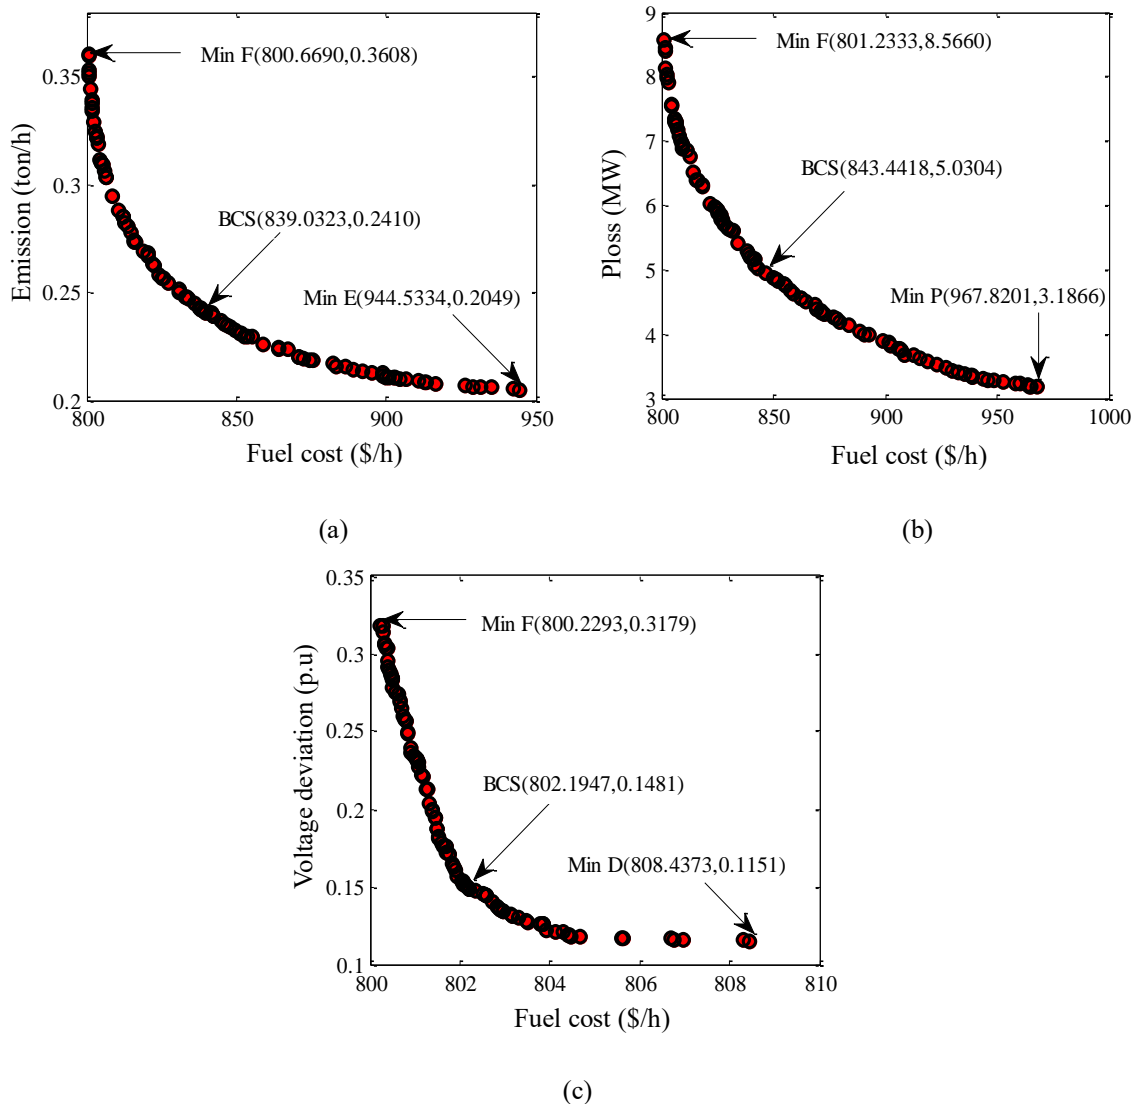 Min F(800.6690,0.3608)
0.35
0.3
0.25
0.2
Emission (ton/h)
BCS(839.0323,0.2410)
Min E(944.5334,0.2049)
800
850
900
950
Fuel cost ($/h)
(a)
9
8
7
6
5
4
3
Ploss (MW)
Min F(801.2333,8.5660)
BCS(843.4418,5.0304)
Min P(967.8201,3.1866)
800
850
900
950
1000
Fuel cost ($/h)
(b)
0.35
0.3
0.25
0.2
0.15
0.1
Voltage deviation (p.u)
Min F(800.2293,0.3179)
BCS(802.1947,0.1481)
Min D(808.4373,0.1151)
800
802
804
806
808
810
Fuel cost ($/h)
(c)